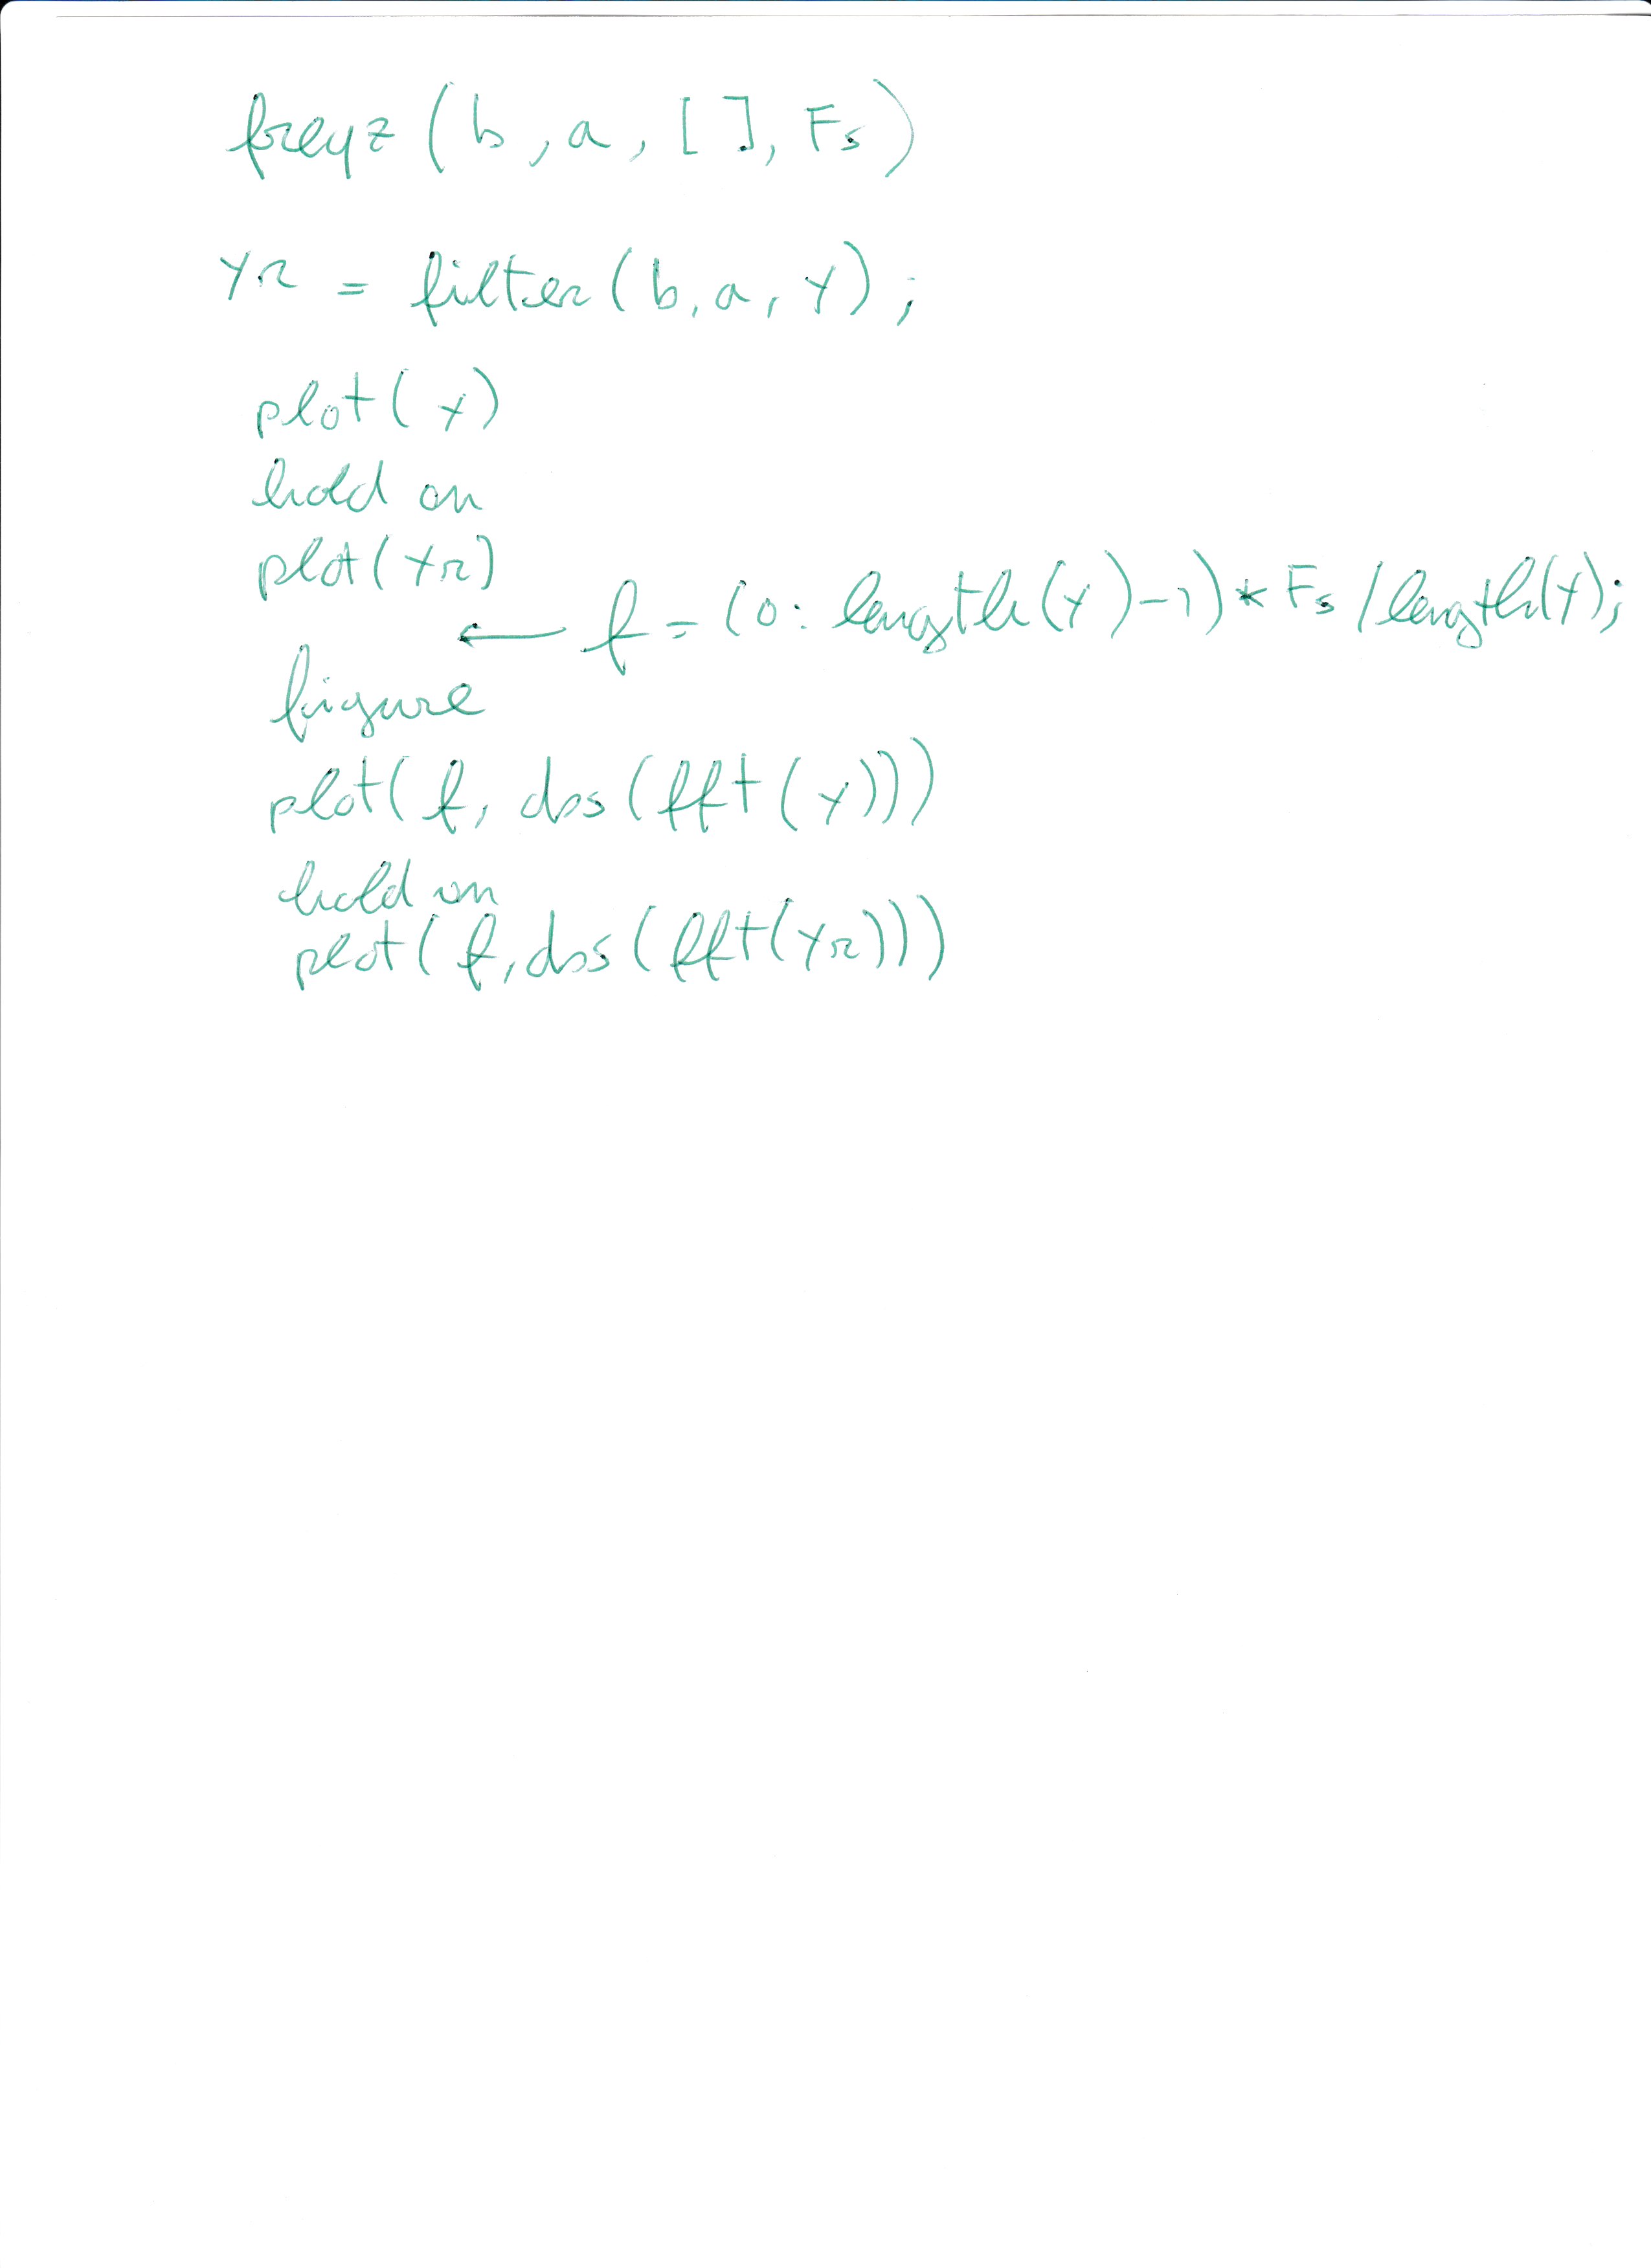 freqz(b, a, [ ], Fs)
yr = filter(b, a, y);
plot(y)
hold on
plot(yr)
← f = (0: length(y)-1)*Fs/length(y);
figure
plot(f, abs(fft(y)))
hold on
plot(f, abs(fft(yr)))